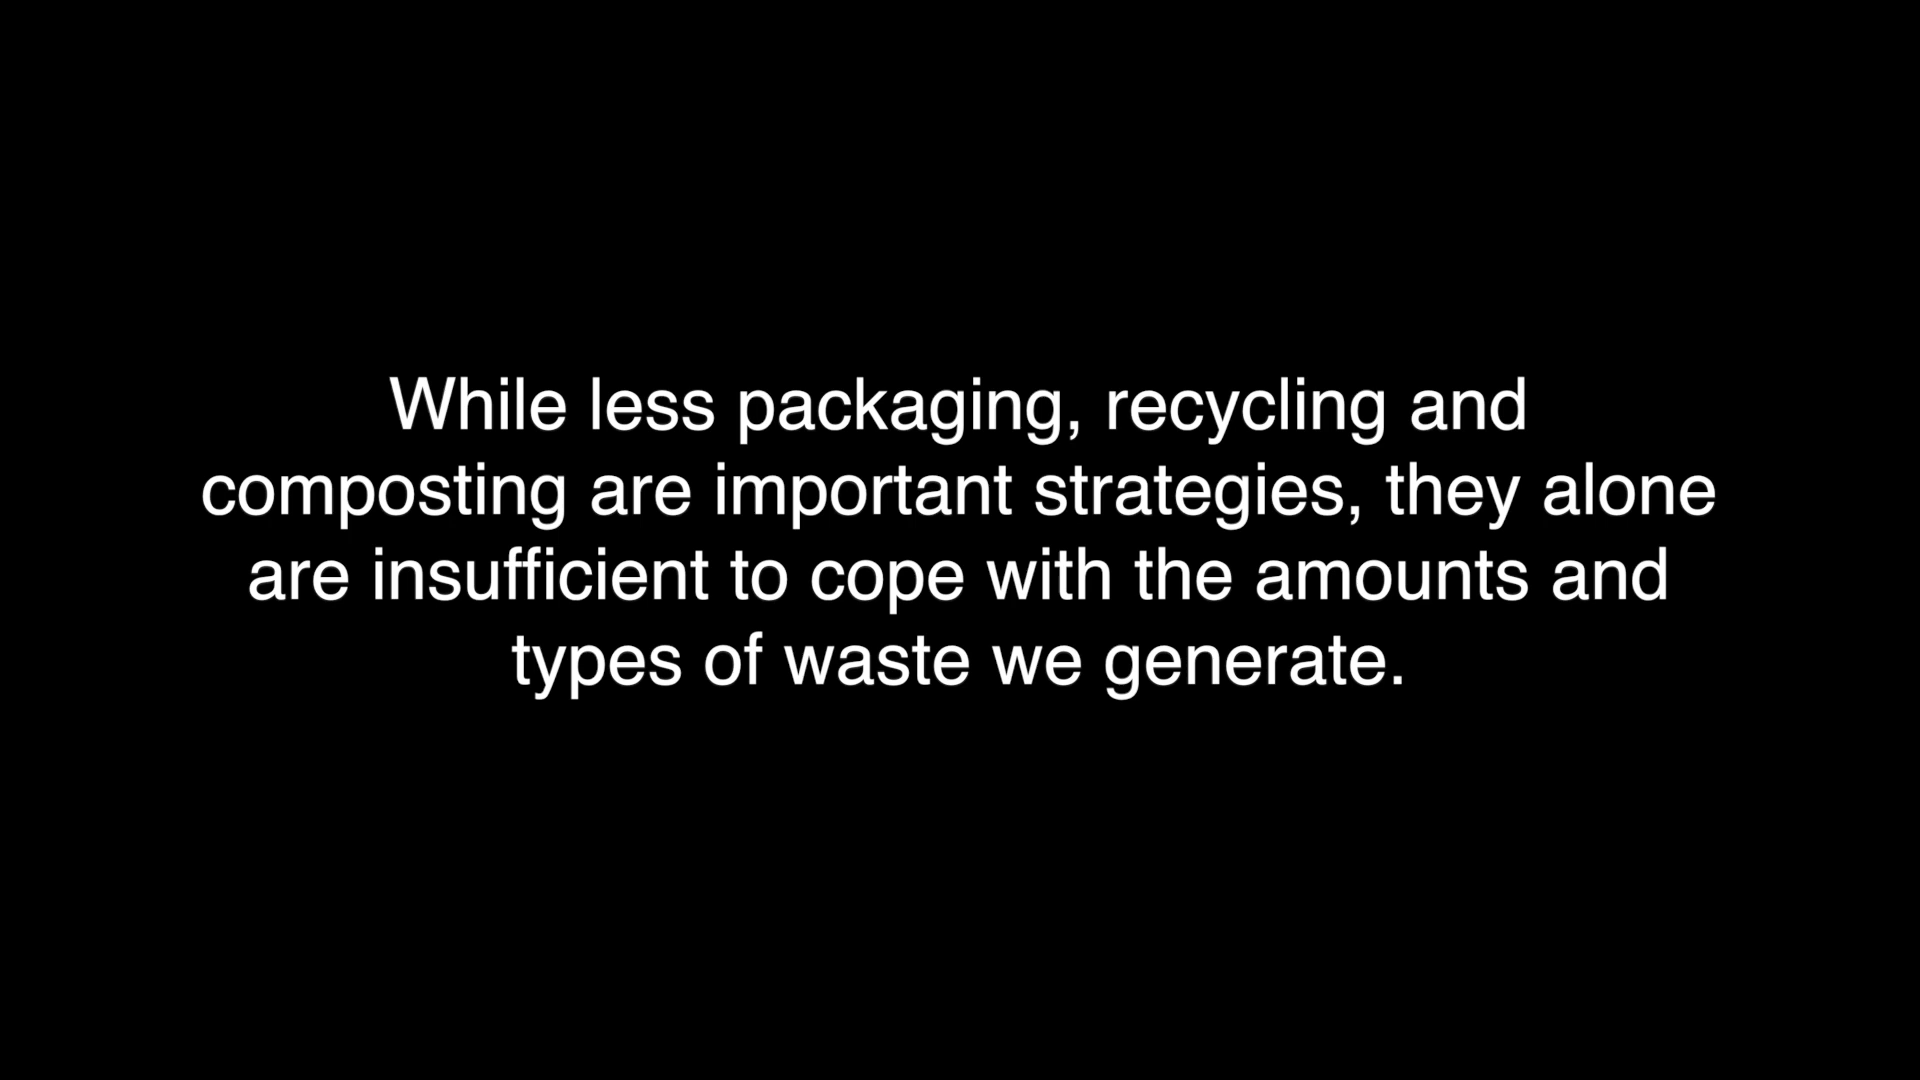 While less packaging, recycling and
composting are important strategies, they alone
are insufficient to cope with the amounts and
types of waste we generate.